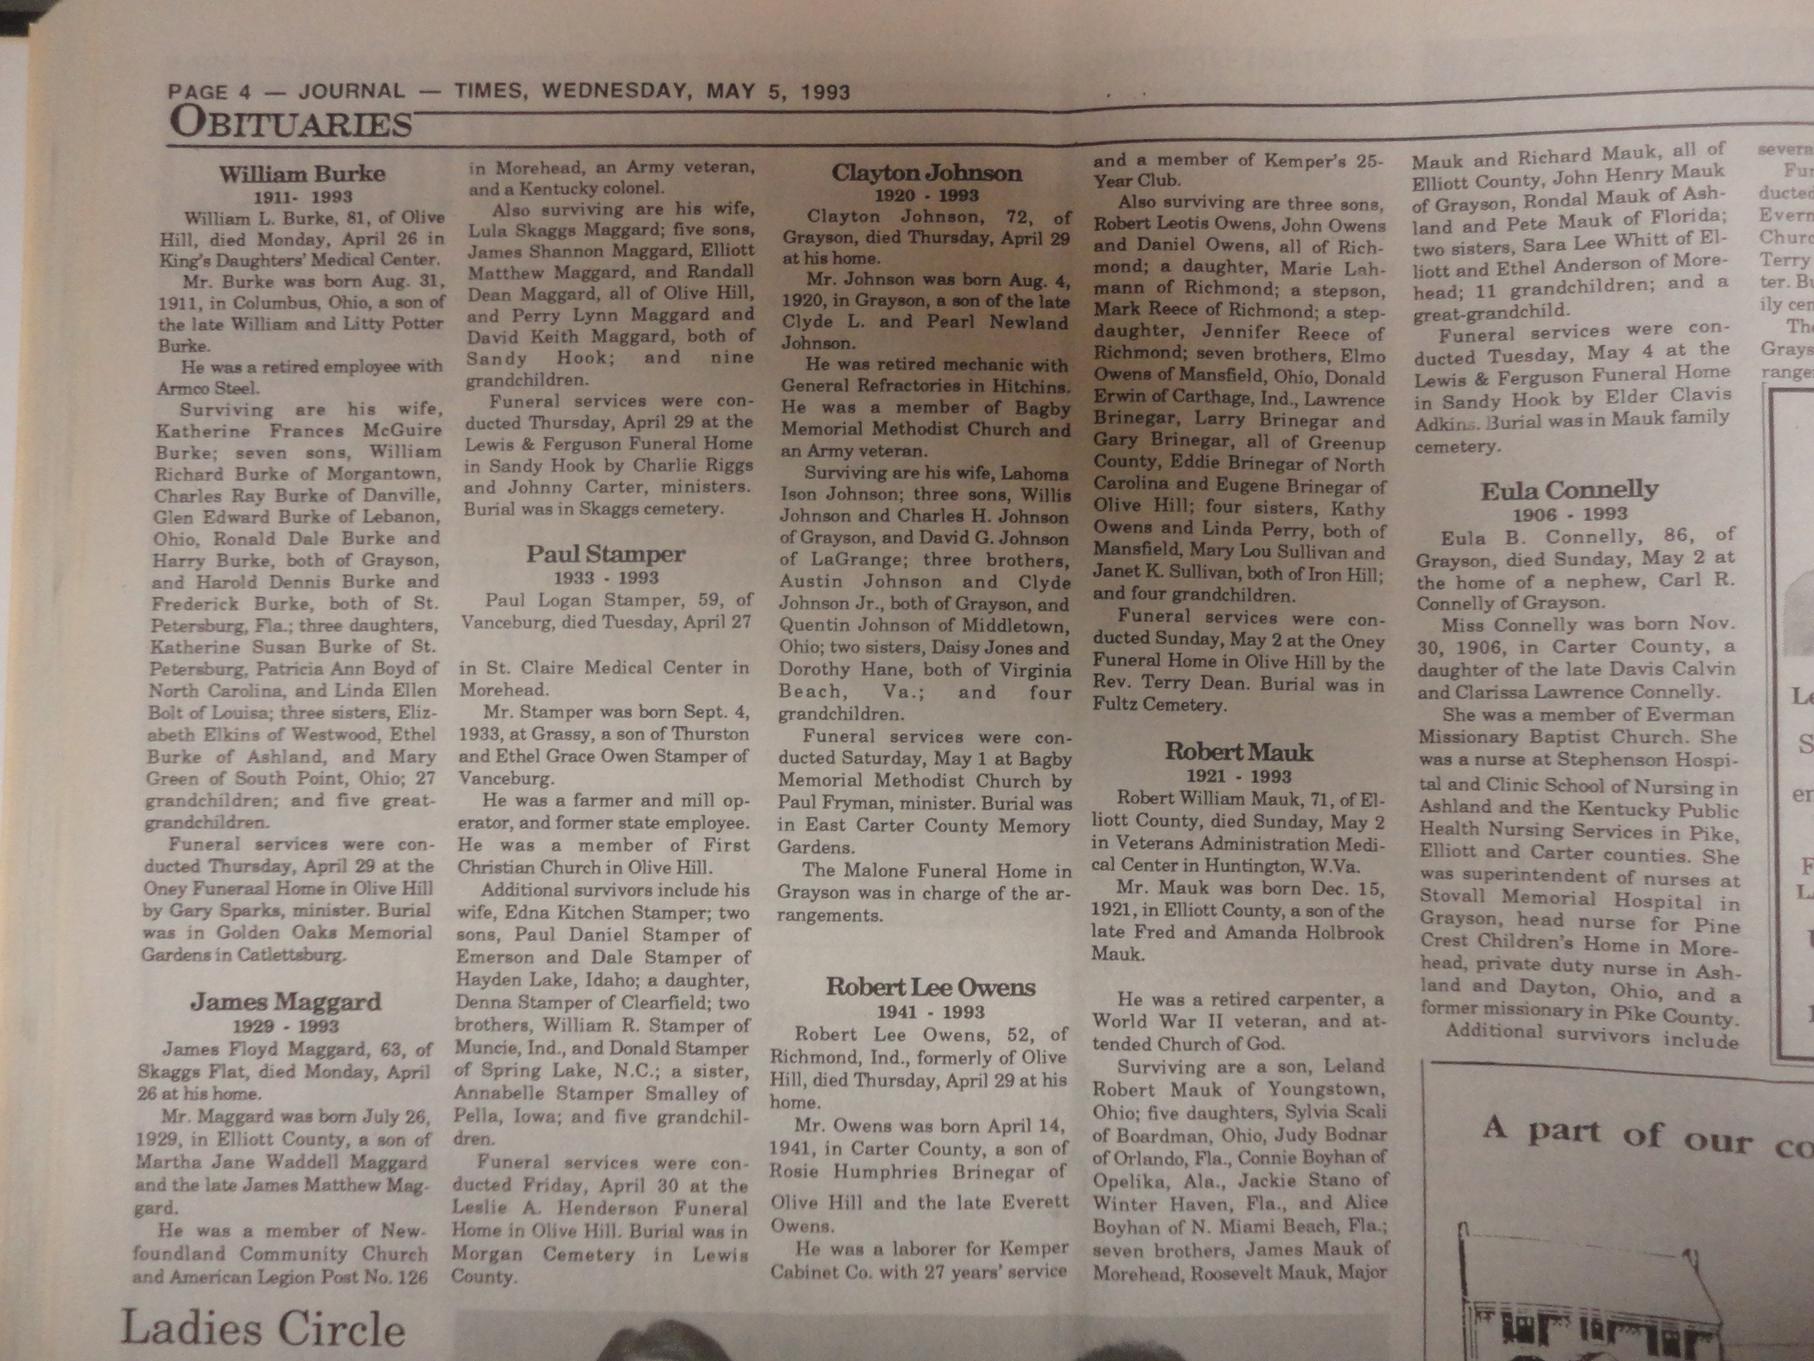 PAGE 4 — JOURNAL — TIMES, WEDNESDAY, MAY 5, 1993
OBITUARIES
William Burke
1911- 1993
William L. Burke, 81, of Olive
Hill, died Monday, April 26 in
King's Daughters' Medical Center.
Mr. Burke was born Aug. 31,
1911, in Columbus, Ohio, a son of
the late William and Litty Potter
Burke.
He was a retired employee with
Armco Steel.
Surviving are his wife,
Katherine Frances McGuire
Burke; seven sons, William
Richard Burke of Morgantown,
Charles Ray Burke of Danville,
Glen Edward Burke of Lebanon,
Ohio, Ronald Dale Burke and
Harry Burke, both of Grayson,
and Harold Dennis Burke and
Frederick Burke, both of St.
Petersburg, Fla.; three daughters,
Katherine Susan Burke of St.
Petersburg, Patricia Ann Boyd of
North Carolina, and Linda Ellen
Bolt of Louisa; three sisters, Eliz-
abeth Elkins of Westwood, Ethel
Burke of Ashland, and Mary
Green of South Point, Ohio; 27
grandchildren; and five great-
grandchildren.
Funeral services were con-
ducted Thursday, April 29 at the
Oney Funeraal Home in Olive Hill
by Gary Sparks, minister. Burial
was in Golden Oaks Memorial
Gardens in Catlettsburg.
James Maggard
1929 - 1993
James Floyd Maggard, 63, of
Skaggs Flat, died Monday, April
26 at his home.
Mr. Maggard was born July 26,
1929, in Elliott County, a son of
Martha Jane Waddell Maggard
and the late James Matthew Mag-
gard.
He was a member of New-
foundland Community Church
and American Legion Post No. 126
in Morehead, an Army veteran,
and a Kentucky colonel.
Also surviving are his wife,
Lula Skaggs Maggard; five sons,
James Shannon Maggard, Elliott
Matthew Maggard, and Randall
Dean Maggard, all of Olive Hill,
and Perry Lynn Maggard and
David Keith Maggard, both of
Sandy Hook; and nine
grandchildren.
Funeral services were con-
ducted Thursday, April 29 at the
Lewis & Ferguson Funeral Home
in Sandy Hook by Charlie Riggs
and Johnny Carter, ministers.
Burial was in Skaggs cemetery.
Paul Stamper
1933 - 1993
Paul Logan Stamper, 59, of
Vanceburg, died Tuesday, April 27
in St. Claire Medical Center in
Morehead.
Mr. Stamper was born Sept. 4,
1933, at Grassy, a son of Thurston
and Ethel Grace Owen Stamper of
Vanceburg.
He was a farmer and mill op-
erator, and former state employee.
He was a member of First
Christian Church in Olive Hill.
Additional survivors include his
wife, Edna Kitchen Stamper; two
sons, Paul Daniel Stamper of
Emerson and Dale Stamper of
Hayden Lake, Idaho; a daughter,
Denna Stamper of Clearfield; two
brothers, William R. Stamper of
Muncie, Ind., and Donald Stamper
of Spring Lake, N.C.; a sister,
Annabelle Stamper Smalley of
Pella, Iowa; and five grandchil-
dren.
Funeral services were con-
ducted Friday, April 30 at the
Leslie A. Henderson Funeral
Home in Olive Hill. Burial was in
Morgan Cemetery in Lewis
County.
Clayton Johnson
1920 - 1993
Clayton Johnson, 72, of
Grayson, died Thursday, April 29
at his home.
Mr. Johnson was born Aug. 4,
1920, in Grayson, a son of the late
Clyde L. and Pearl Newland
Johnson.
He was retired mechanic with
General Refractories in Hitchins.
He was a member of Bagby
Memorial Methodist Church and
an Army veteran.
Surviving are his wife, Lahoma
Ison Johnson; three sons, Willis
Johnson and Charles H. Johnson
of Grayson, and David G. Johnson
of LaGrange; three brothers,
Austin Johnson and Clyde
Johnson Jr., both of Grayson, and
Quentin Johnson of Middletown,
Ohio; two sisters, Daisy Jones and
Dorothy Hane, both of Virginia
Beach, Va.; and four
grandchildren.
Funeral services were con-
ducted Saturday, May 1 at Bagby
Memorial Methodist Church by
Paul Fryman, minister. Burial was
in East Carter County Memory
Gardens.
The Malone Funeral Home in
Grayson was in charge of the ar-
rangements.
Robert Lee Owens
1941 - 1993
Robert Lee Owens, 52, of
Richmond, Ind., formerly of Olive
Hill, died Thursday, April 29 at his
home.
Mr. Owens was born April 14,
1941, in Carter County, a son of
Rosie Humphries Brinegar of
Olive Hill and the late Everett
Owens.
He was a laborer for Kemper
Cabinet Co. with 27 years' service
and a member of Kemper's 25-
Year Club.
Also surviving are three sons,
Robert Leotis Owens, John Owens
and Daniel Owens, all of Rich-
mond; a daughter, Marie Lah-
mann of Richmond; a stepson,
Mark Reece of Richmond; a step-
daughter, Jennifer Reece of
Richmond; seven brothers, Elmo
Owens of Mansfield, Ohio, Donald
Erwin of Carthage, Ind., Lawrence
Brinegar, Larry Brinegar and
Gary Brinegar, all of Greenup
County, Eddie Brinegar of North
Carolina and Eugene Brinegar of
Olive Hill; four sisters, Kathy
Owens and Linda Perry, both of
Mansfield, Mary Lou Sullivan and
Janet K. Sullivan, both of Iron Hill;
and four grandchildren.
Funeral services were con-
ducted Sunday, May 2 at the Oney
Funeral Home in Olive Hill by the
Rev. Terry Dean. Burial was in
Fultz Cemetery.
Robert Mauk
1921 - 1993
Robert William Mauk, 71, of El-
liott County, died Sunday, May 2
in Veterans Administration Medi-
cal Center in Huntington, W.Va.
Mr. Mauk was born Dec. 15,
1921, in Elliott County, a son of the
late Fred and Amanda Holbrook
Mauk.
He was a retired carpenter, a
World War II veteran, and at-
tended Church of God.
Surviving are a son, Leland
Robert Mauk of Youngstown,
Ohio; five daughters, Sylvia Scali
of Boardman, Ohio, Judy Bodnar
of Orlando, Fla., Connie Boyhan of
Opelika, Ala., Jackie Stano of
Winter Haven, Fla., and Alice
Boyhan of N. Miami Beach, Fla.;
seven brothers, James Mauk of
Morehead, Roosevelt Mauk, Major
Mauk and Richard Mauk, all of
Elliott County, John Henry Mauk
of Grayson, Rondal Mauk of Ash-
land and Pete Mauk of Florida;
two sisters, Sara Lee Whitt of El-
liott and Ethel Anderson of More-
head; 11 grandchildren; and a
great-grandchild.
Funeral services were con-
ducted Tuesday, May 4 at the
Lewis & Ferguson Funeral Home
in Sandy Hook by Elder Clavis
Adkins. Burial was in Mauk family
cemetery.
Eula Connelly
1906 - 1993
Eula B. Connelly, 86, of
Grayson, died Sunday, May 2 at
the home of a nephew, Carl R.
Connelly of Grayson.
Miss Connelly was born Nov.
30, 1906, in Carter County, a
daughter of the late Davis Calvin
and Clarissa Lawrence Connelly.
She was a member of Everman
Missionary Baptist Church. She
was a nurse at Stephenson Hospi-
tal and Clinic School of Nursing in
Ashland and the Kentucky Public
Health Nursing Services in Pike,
Elliott and Carter counties. She
was superintendent of nurses at
Stovall Memorial Hospital in
Grayson, head nurse for Pine
Crest Children's Home in More-
head, private duty nurse in Ash-
land and Dayton, Ohio, and a
former missionary in Pike County.
Additional survivors include
severa
Fu
ducted
Everm
Churc
Terry
ter. Bu
ily cem
Th
Grays
range
A part of our co
Ladies Circle